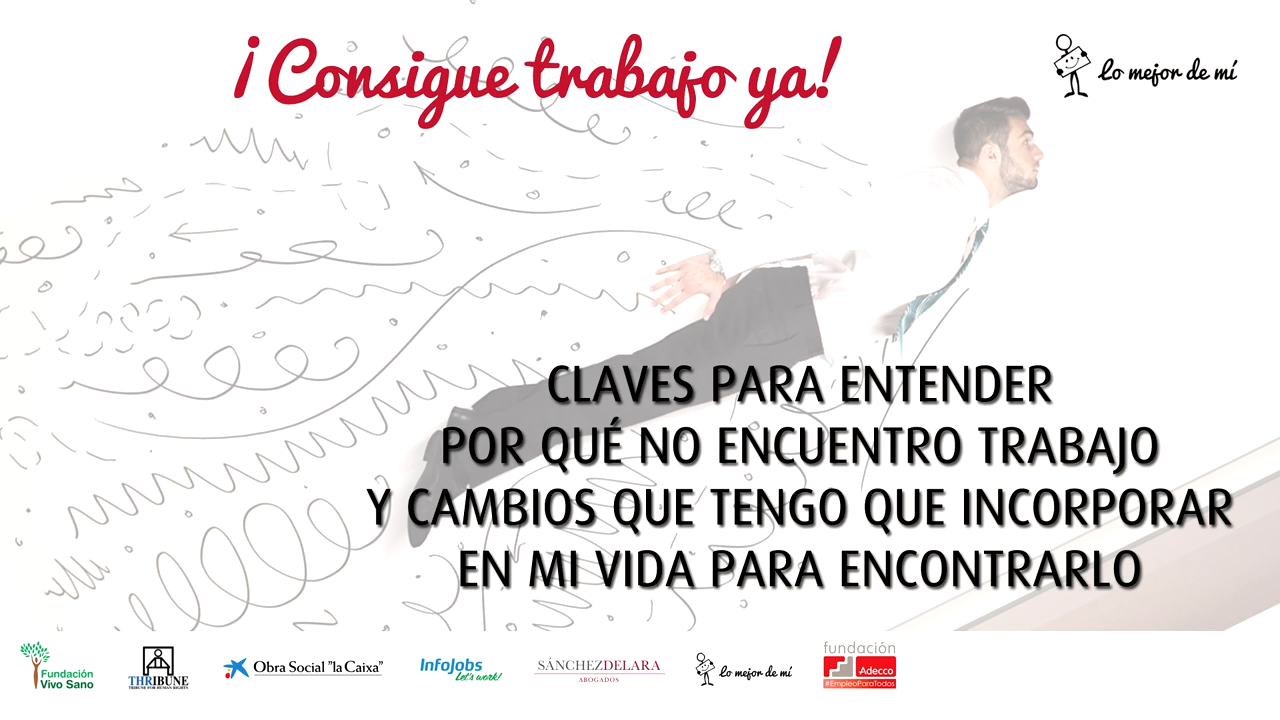 ¡Consigue trabajo ya!
Lo mejor de mí
CLAVES PARA ENTENDER
POR QUÉ NO ENCUENTRO TRABAJO
Y CAMBIOS QUE TENGO QUE INCORPORAR
EN MI VIDA PARA ENCONTRARLO
Fundación
Vivo Sano
THRIBUNE
TRIBUNE FOR HUMAN RIGHTS
Obra Social "la Caixa"
InfoJobs
Let's work!
SÁNCHEZDELARA
ABOGADOS
Lo mejor de mí
fundación
Adecco
#EmpleoParaTodos